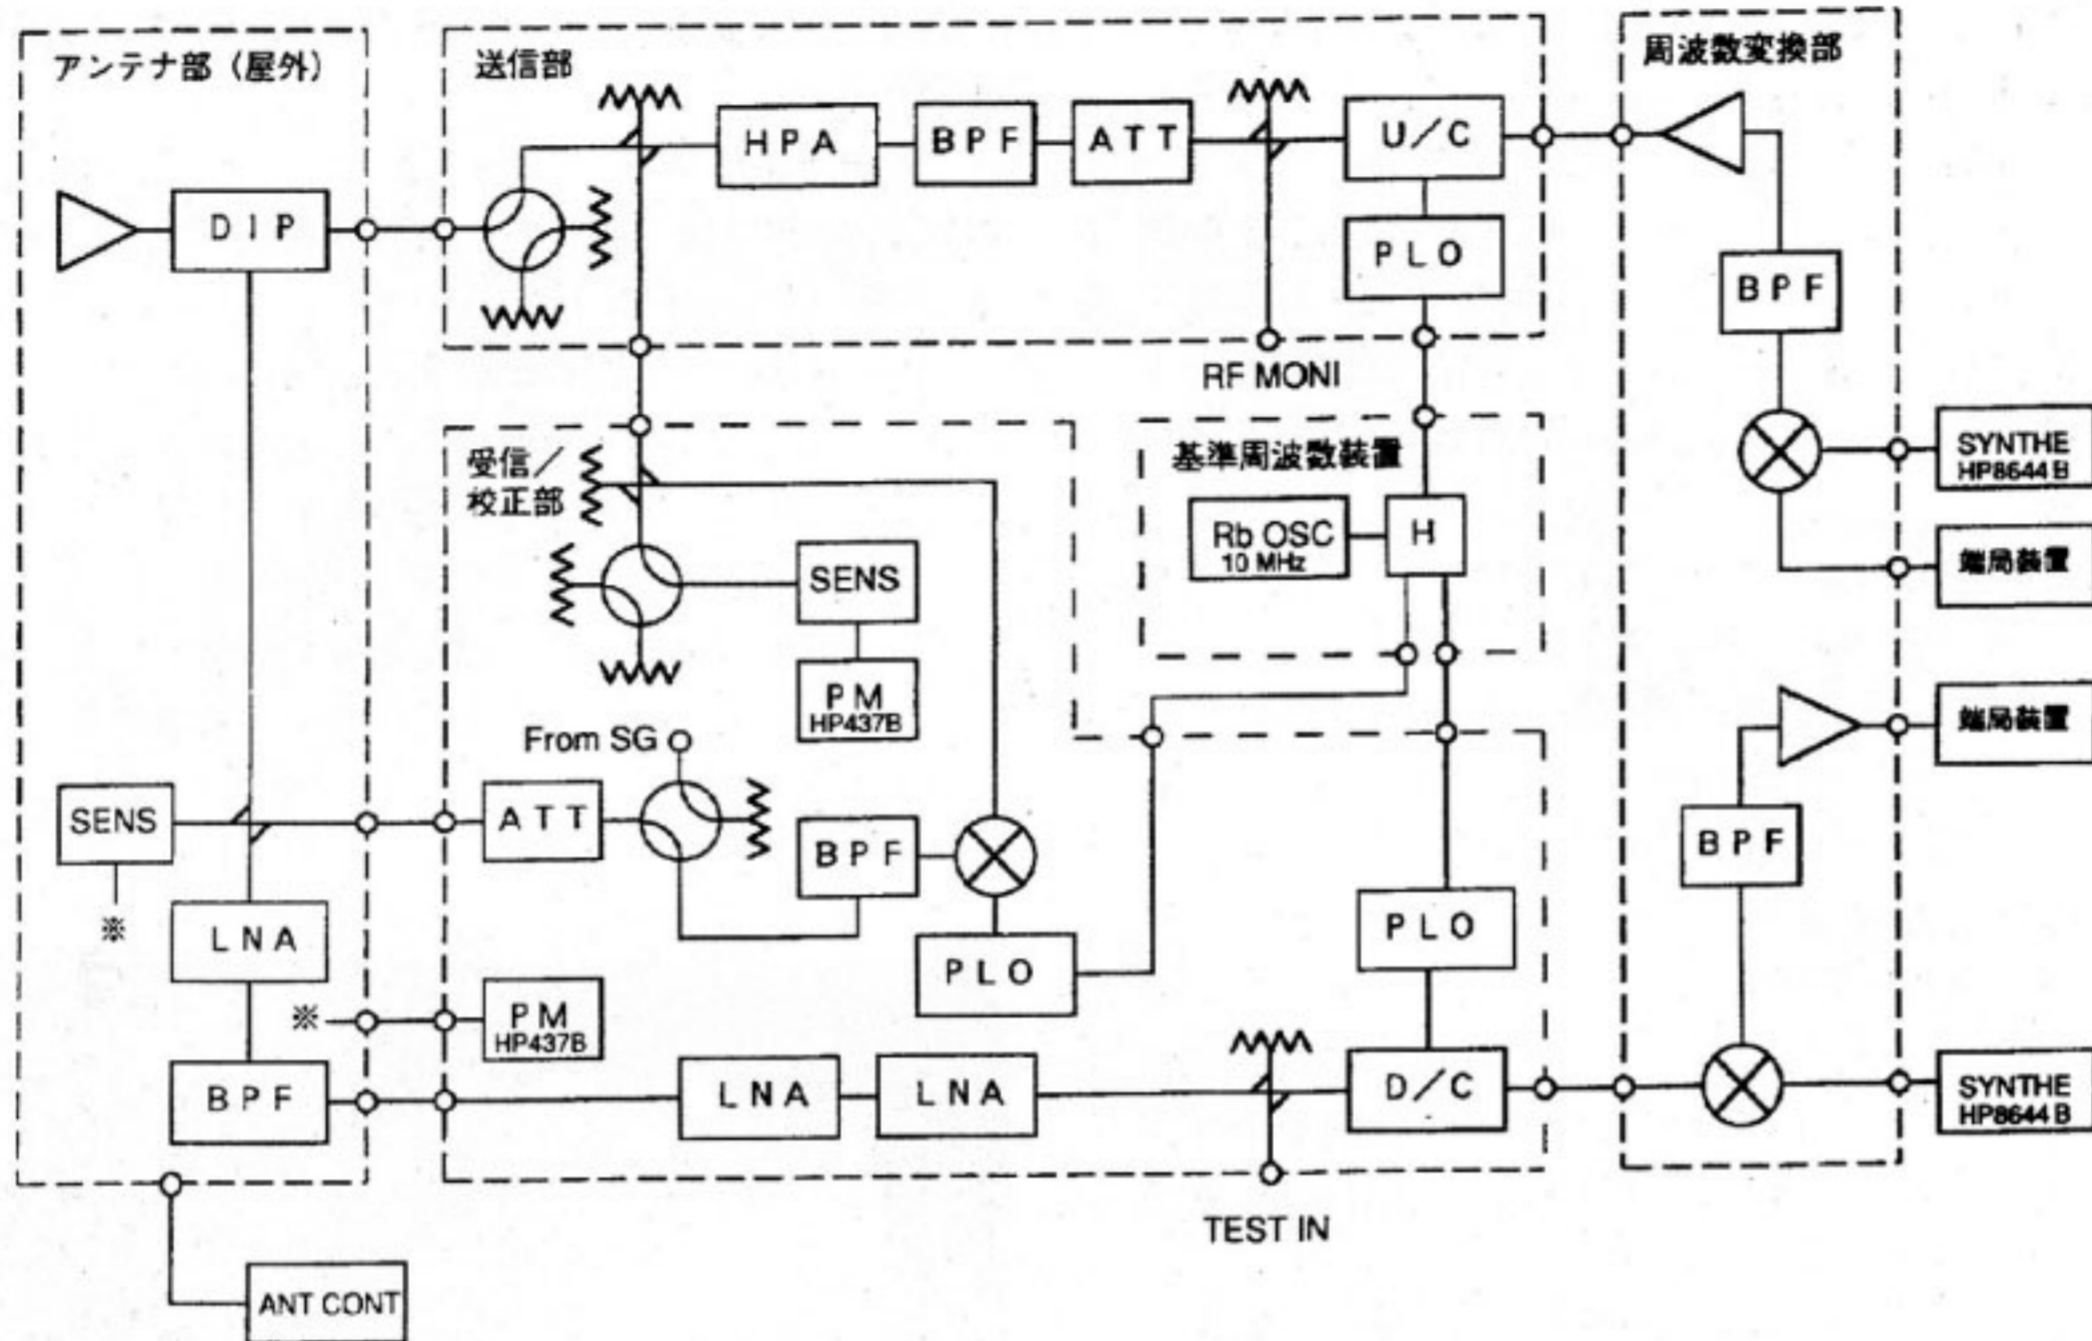 アンテナ部（屋外）
送信部
周波数変換部
HPA
BPF
ATT
U/C
DIP
PLO
BPF
RF MONI
受信／
校正部
基準周波数装置
SYNTHE
HP8644B
Rb OSC
10 MHz
H
SENS
端局装置
PM
HP437B
From SG
端局装置
SENS
ATT
BPF
BPF
※
LNA
PLO
PLO
※
PM
HP437B
BPF
LNA
LNA
D/C
SYNTHE
HP8644B
TEST IN
ANT CONT